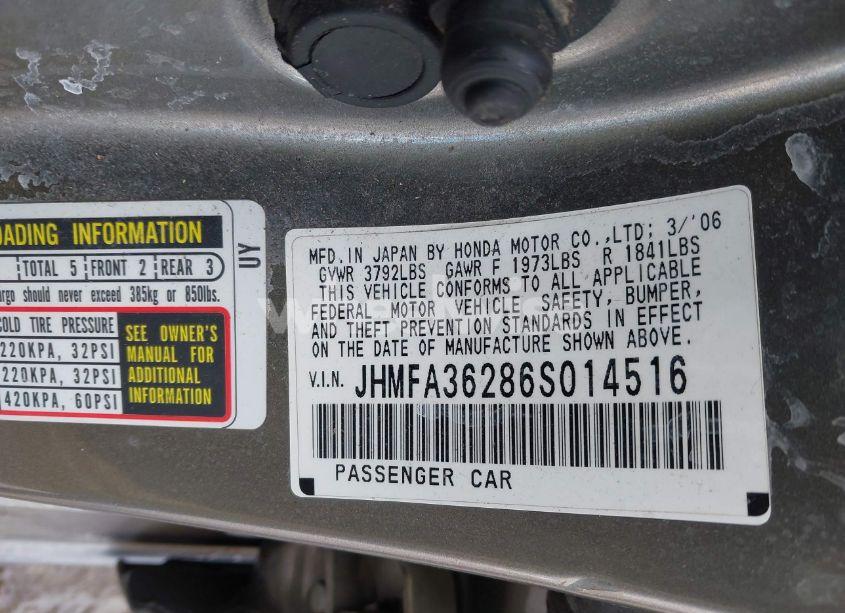 OADING INFORMATION
TOTAL 5 FRONT 2 REAR 3
argo should never exceed 385kg or 850lbs.
OLD TIRE PRESSURE
220KPA, 32PSI
220KPA, 32PSI
420KPA, 60PSI
SEE OWNER'S
MANUAL FOR
ADDITIONAL
INFORMATION
UY
MFD. IN JAPAN BY HONDA MOTOR CO., LTD; 3/'06
GVWR 3792LBS GAWR F 1973LBS R 1841LBS
THIS VEHICLE CONFORMS TO ALL APPLICABLE
FEDERAL MOTOR VEHICLE SAFETY, BUMPER,
AND THEFT PREVENTION STANDARDS IN EFFECT
ON THE DATE OF MANUFACTURE SHOWN ABOVE.
V.I.N. JHMFA36286S014516
PASSENGER CAR